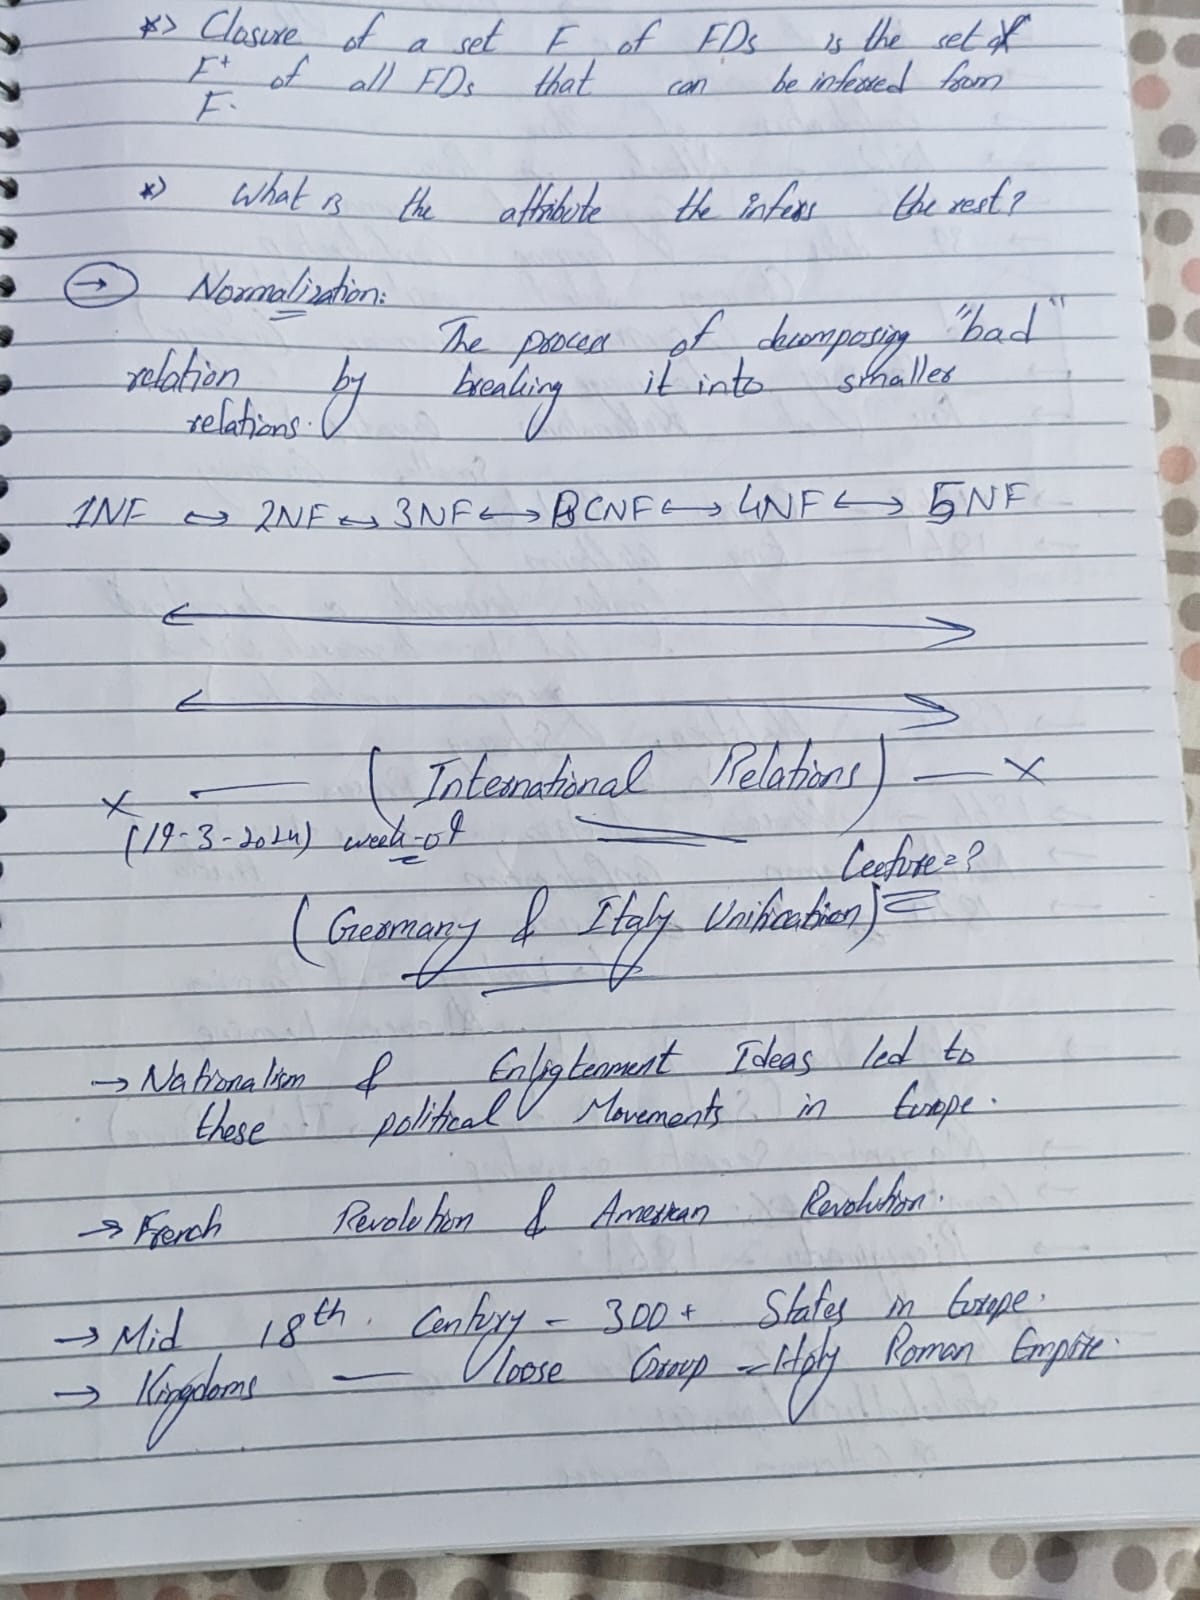 *> Closure of a set F of FDs is the set of
F+ of all FDs that can be inferred from
F.
*) What is the attribute the infers the rest?
→ Normalization:
The process of decomposing "bad"
relation by breaking it into smaller
relations.
1NF ↔ 2NF ↔ 3NF ↔ BCNF ↔ 4NF ↔ 5NF
x — (International Relations) — x
(19-3-2024) week-of
Lecture=?
(Germany & Italy Unification)
→ Nationalism & Enligtenment Ideas led to
these political Movements in Europe.
→ French Revolution & American Revolution.
→ Mid 18th. Century - 300+ States in Europe.
→ Kingdoms — loose Group = Holy Roman Empire.